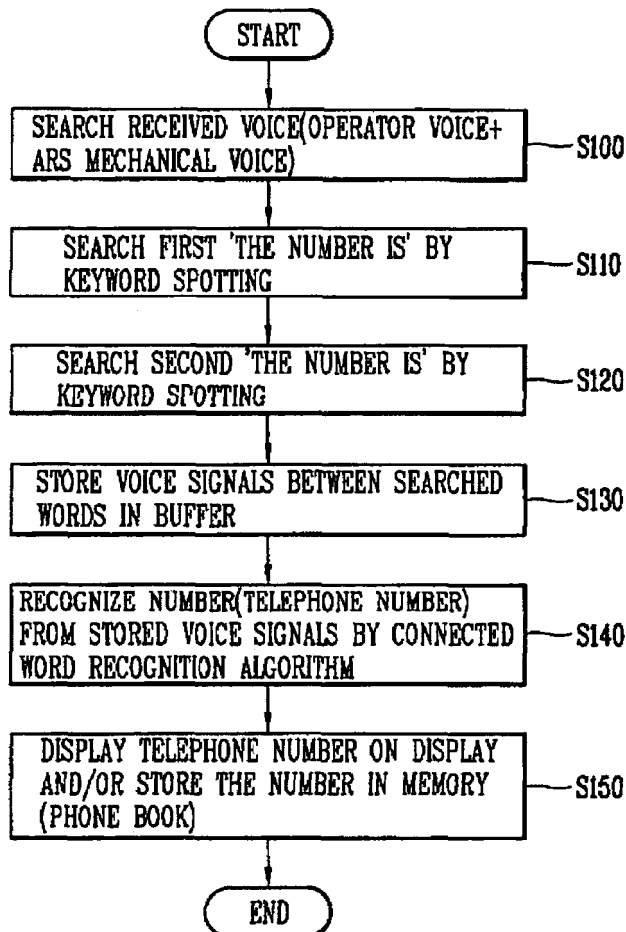 START
SEARCH RECEIVED VOICE(OPERATOR VOICE+
ARS MECHANICAL VOICE)
S100
SEARCH FIRST 'THE NUMBER IS' BY
KEYWORD SPOTTING
S110
SEARCH SECOND 'THE NUMBER IS' BY
KEYWORD SPOTTING
S120
STORE VOICE SIGNALS BETWEEN SEARCHED
WORDS IN BUFFER
S130
RECOGNIZE NUMBER(TELEPHONE NUMBER)
FROM STORED VOICE SIGNALS BY CONNECTED
WORD RECOGNITION ALGORITHM
S140
DISPLAY TELEPHONE NUMBER ON DISPLAY
AND/OR STORE THE NUMBER IN MEMORY
(PHONE BOOK)
S150
END